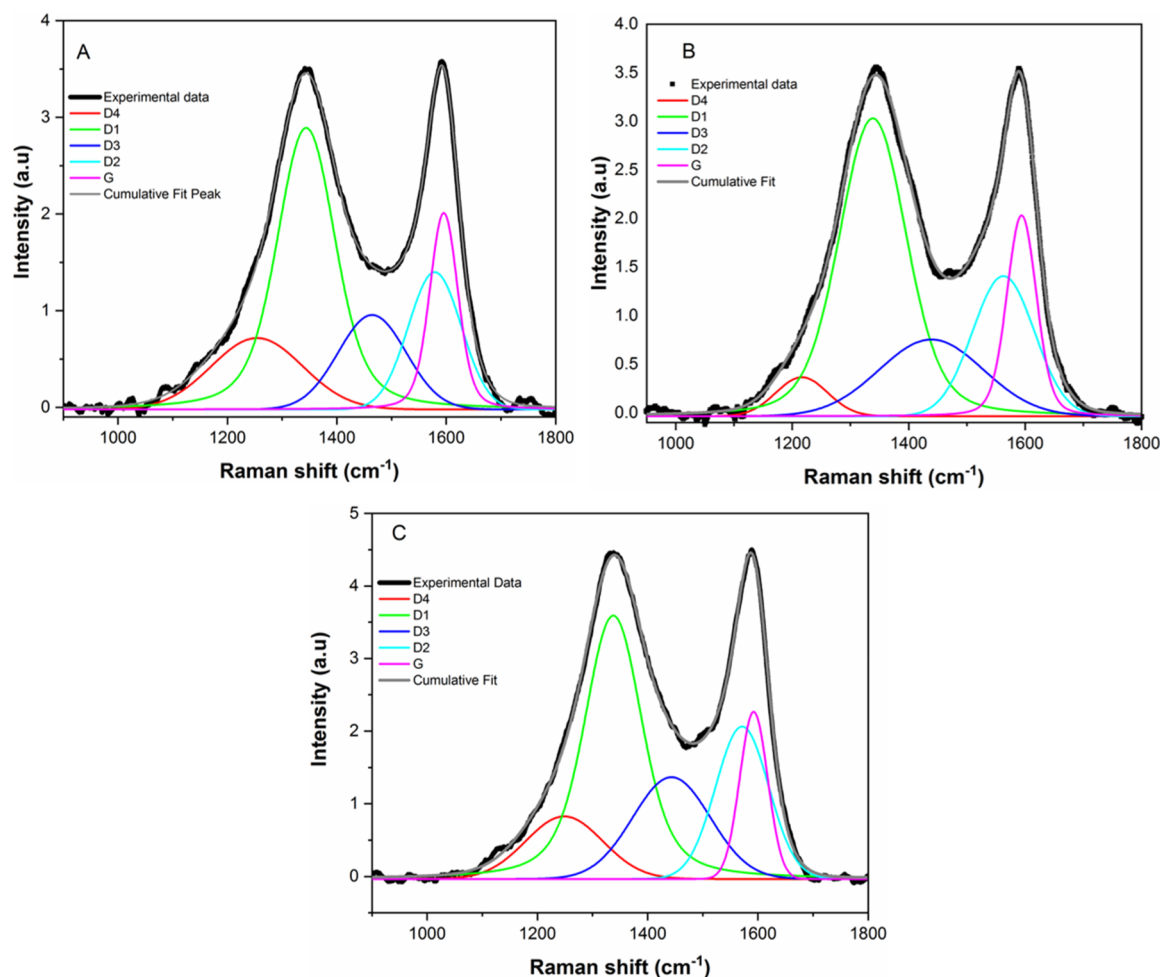 A
Experimental data
D4
D1
D3
D2
G
Cumulative Fit Peak
Intensity (a.u)
4
3
2
1
0
1000 1200 1400 1600 1800
Raman shift (cm-1)
B
Experimental data
D4
D1
D3
D2
G
Cumulative Fit
Intensity (a.u
4.0
3.5
3.0
2.5
2.0
1.5
1.0
0.5
0.0
1000 1200 1400 1600 1800
Raman shift (cm-1)
C
Experimental Data
D4
D1
D3
D2
G
Cumulative Fit
Intensity (a.u)
5
4
3
2
1
0
1000 1200 1400 1600 1800
Raman shift (cm-1)